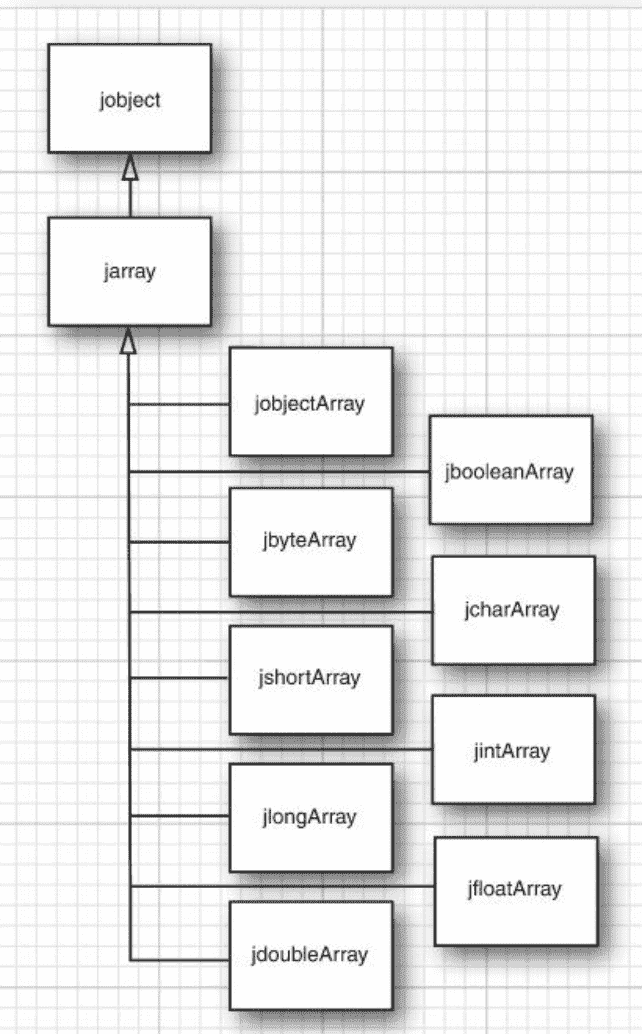 jobject
jarray
jobjectArray
jbooleanArray
jbyteArray
jcharArray
jshortArray
jintArray
jlongArray
jfloatArray
jdoubleArray